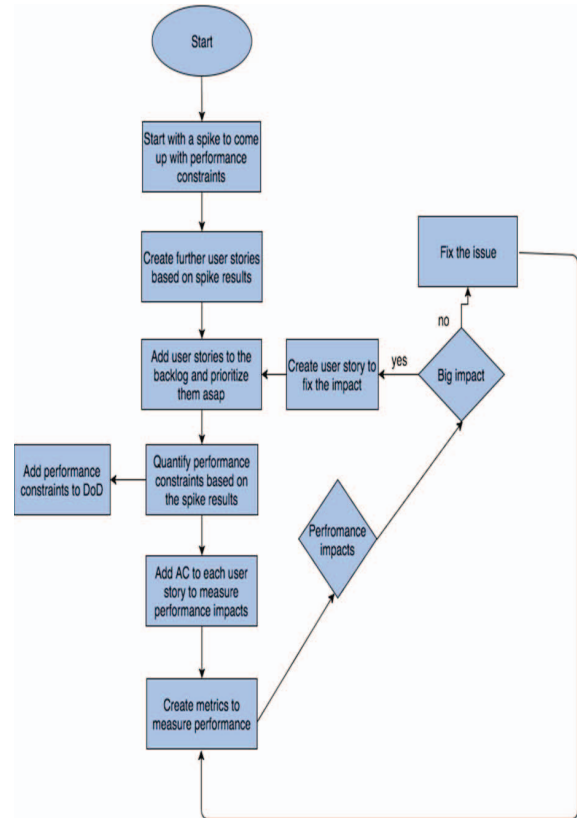 Start
Start with a spike to come
up with performance
constraints
Create further user stories
based on spike results
Fix the issue
no
Add user stories to the
backlog and prioritize
them asap
Create user story to
fix the impact
yes
Big impact
Add performance
constraints to DoD
Quantify performance
constraints based on
the spike results
Perfromance
impacts
Add AC to each user
story to measure
performance impacts
Create metrics to
measure performance